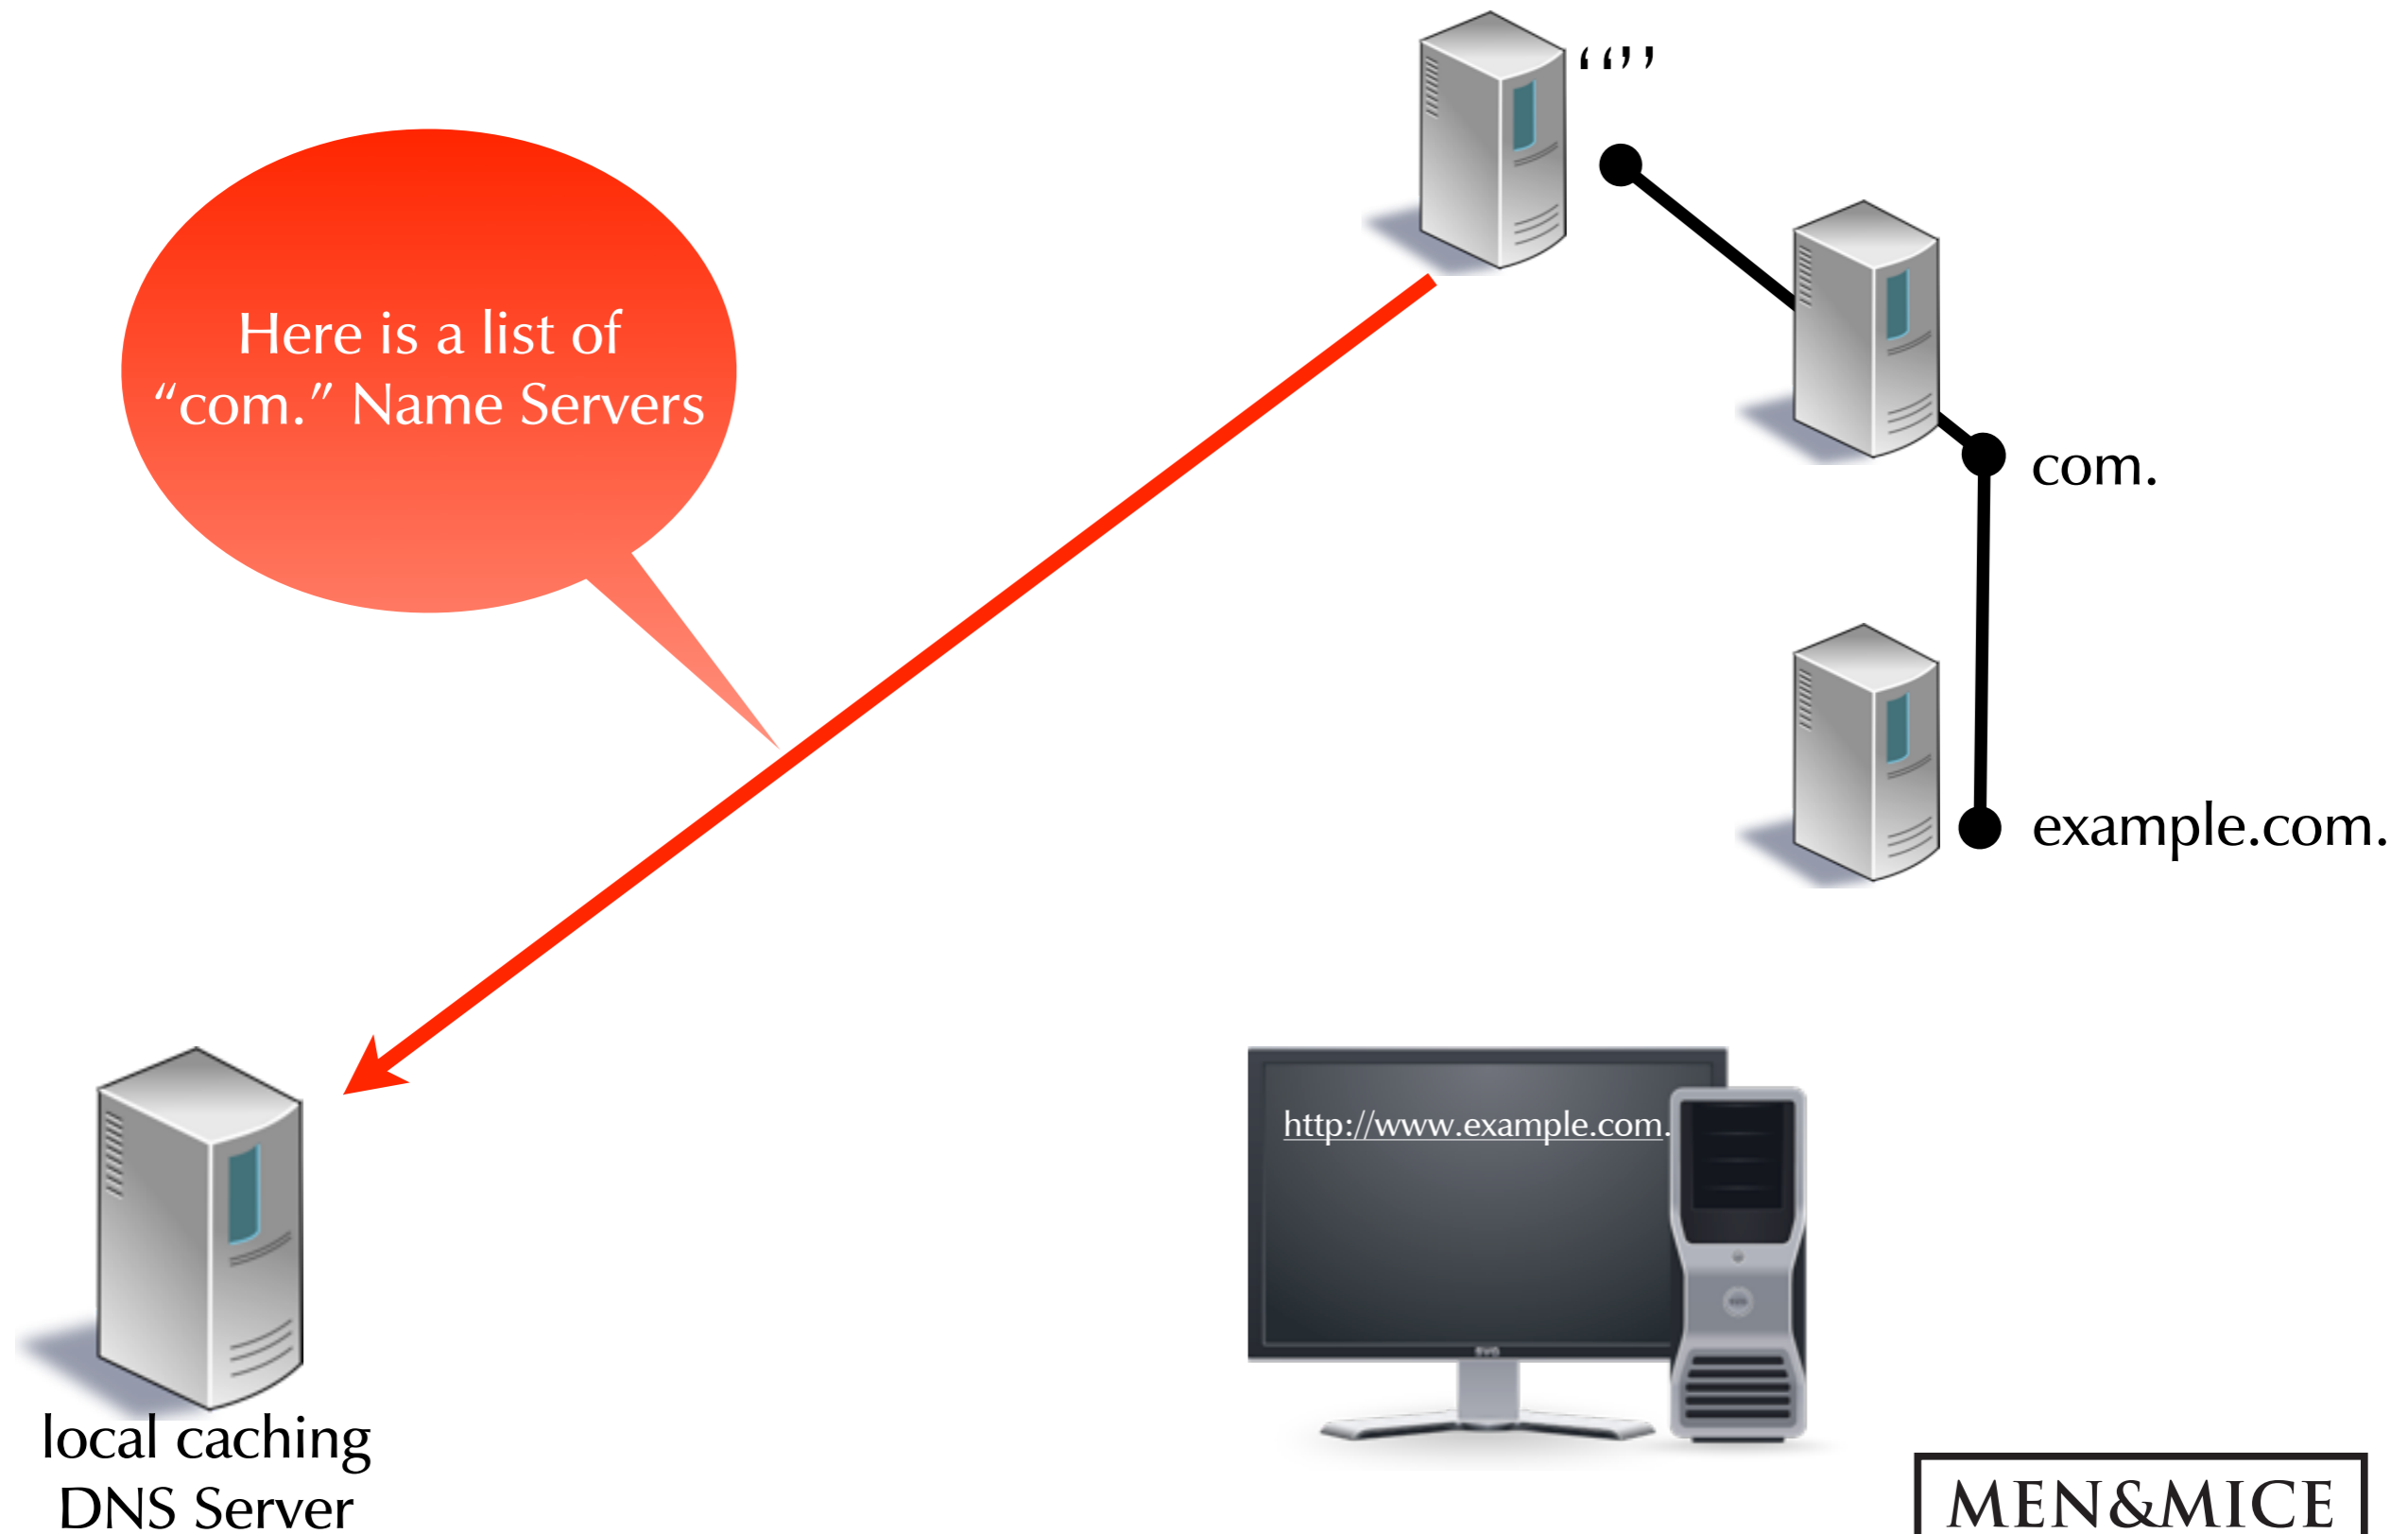 “”
Here is a list of
“com.” Name Servers
com.
example.com.
http://www.example.com.
local caching
DNS Server
MEN&MICE